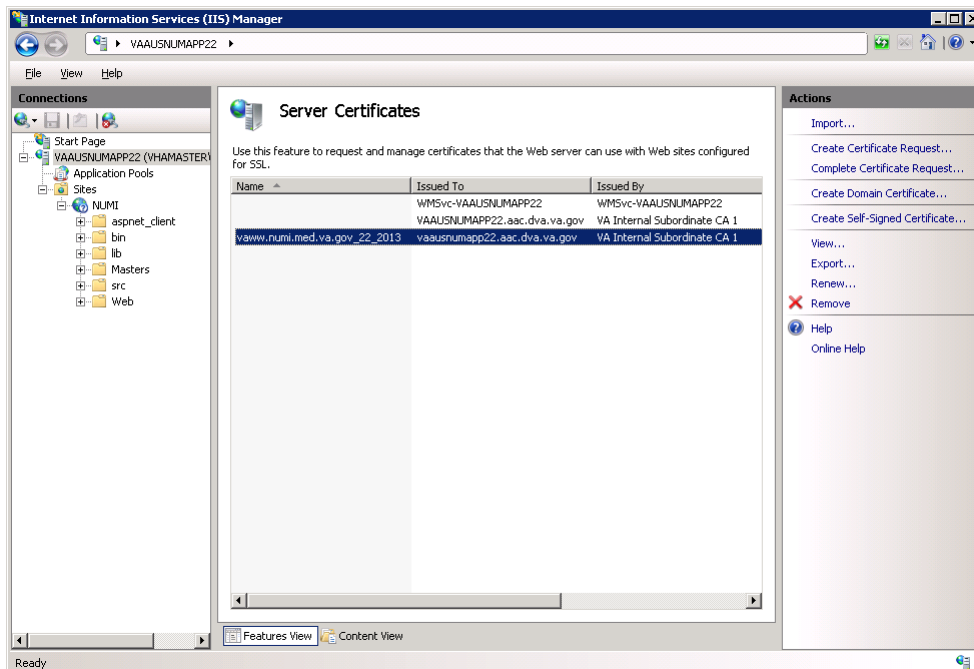 Internet Information Services (IIS) Manager
VAAUSNUMAPP22
File View Help
Connections
Start Page
VAAUSNUMAPP22 (VHAMASTER\
Application Pools
Sites
NUMI
aspnet_client
bin
lib
Masters
src
Web
Server Certificates
Use this feature to request and manage certificates that the Web server can use with Web sites configured
for SSL.
Name Issued To Issued By
WMSvc-VAAUSNUMAPP22 WMSvc-VAAUSNUMAPP22
VAAUSNUMAPP22.aac.dva.va.gov VA Internal Subordinate CA 1
vaww.numi.med.va.gov_22_2013 vaausnumapp22.aac.dva.va.gov VA Internal Subordinate CA 1
Features View Content View
Actions
Import...
Create Certificate Request...
Complete Certificate Request...
Create Domain Certificate...
Create Self-Signed Certificate...
View...
Export...
Renew...
Remove
Help
Online Help
Ready